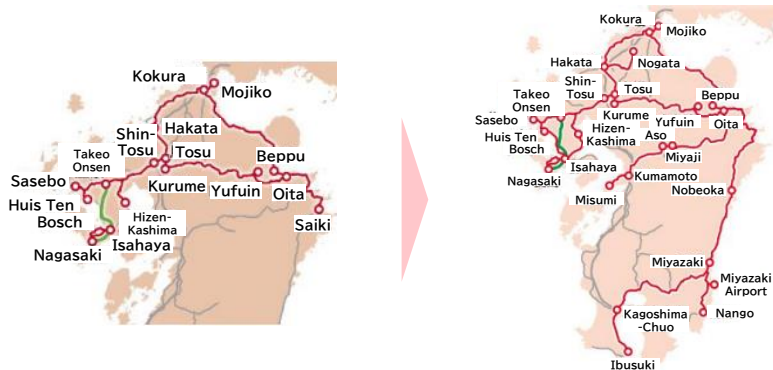 Kokura
Mojiko
Hakata
Shin-
Tosu
Tosu
Takeo
Onsen
Beppu
Sasebo
Kurume
Yufuin
Oita
Huis Ten
Bosch
Hizen-
Kashima
Saiki
Nagasaki
Isahaya
Kokura
Mojiko
Hakata
Nogata
Shin-
Tosu
Tosu
Takeo
Onsen
Beppu
Sasebo
Kurume
Yufuin
Oita
Huis Ten
Bosch
Hizen-
Kashima
Aso
Miyaji
Isahaya
Nagasaki
Kumamoto
Misumi
Nobeoka
Miyazaki
Miyazaki
Airport
Kagoshima
-Chuo
Nango
Ibusuki